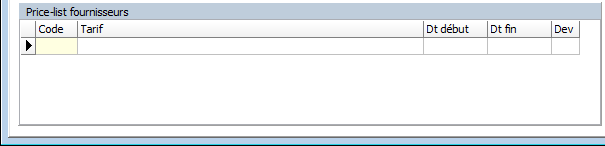 Price-list fournisseurs
Code Tarif Dt début Dt fin Dev